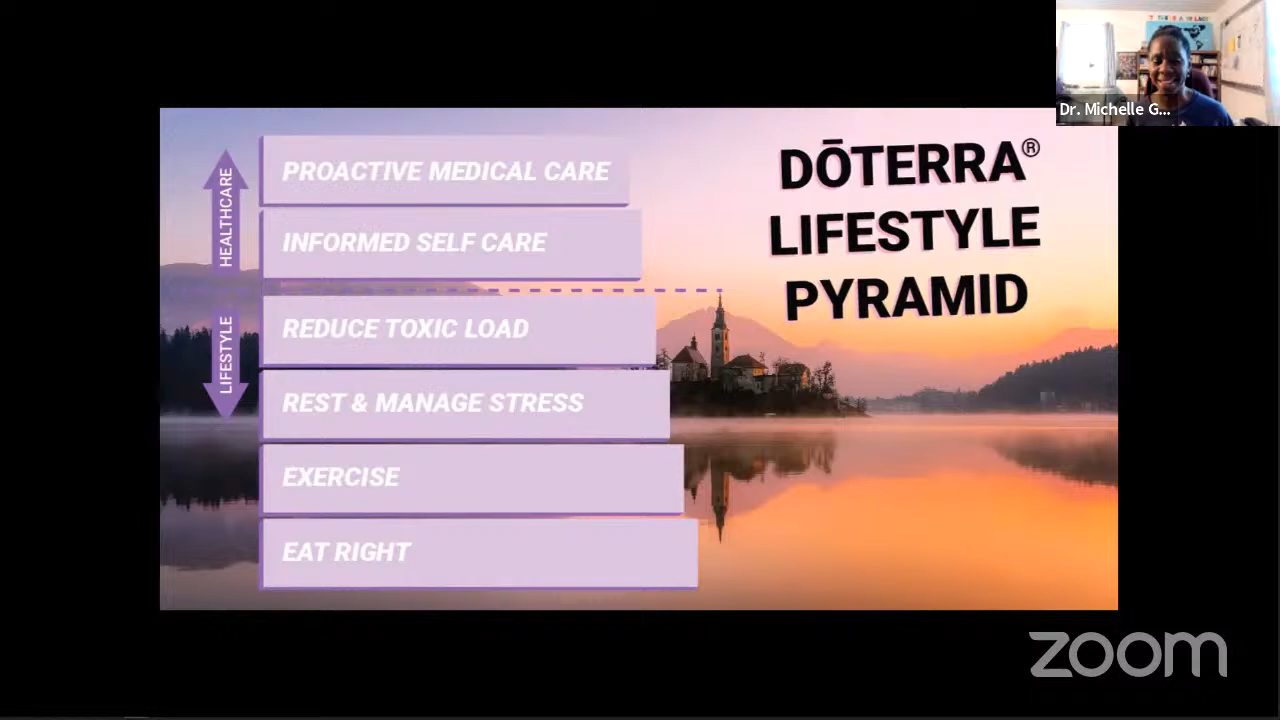 Dr. Michelle G...
DŌTERRA®
LIFESTYLE
PYRAMID
HEALTHCARE
LIFESTYLE
PROACTIVE MEDICAL CARE
INFORMED SELF CARE
REDUCE TOXIC LOAD
REST & MANAGE STRESS
EXERCISE
EAT RIGHT
zoom